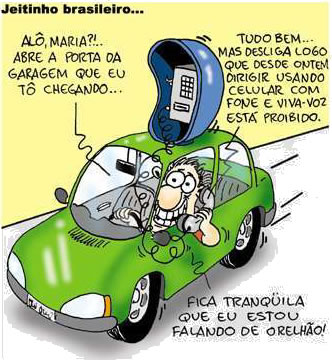 Jeitinho brasileiro...
ALÔ, MARIA?!..
ABRE A PORTA DA
GARAGEM QUE EU
TÔ CHEGANDO...
TUDO BEM...
MAS DESLIGA LOGO
QUE DESDE ONTEM
DIRIGIR USANDO
CELULAR COM
FONE E VIVA-VOZ
ESTÁ PROIBIDO.
FICA TRANQÜILA
QUE EU ESTOU
FALANDO DE ORELHÃO!